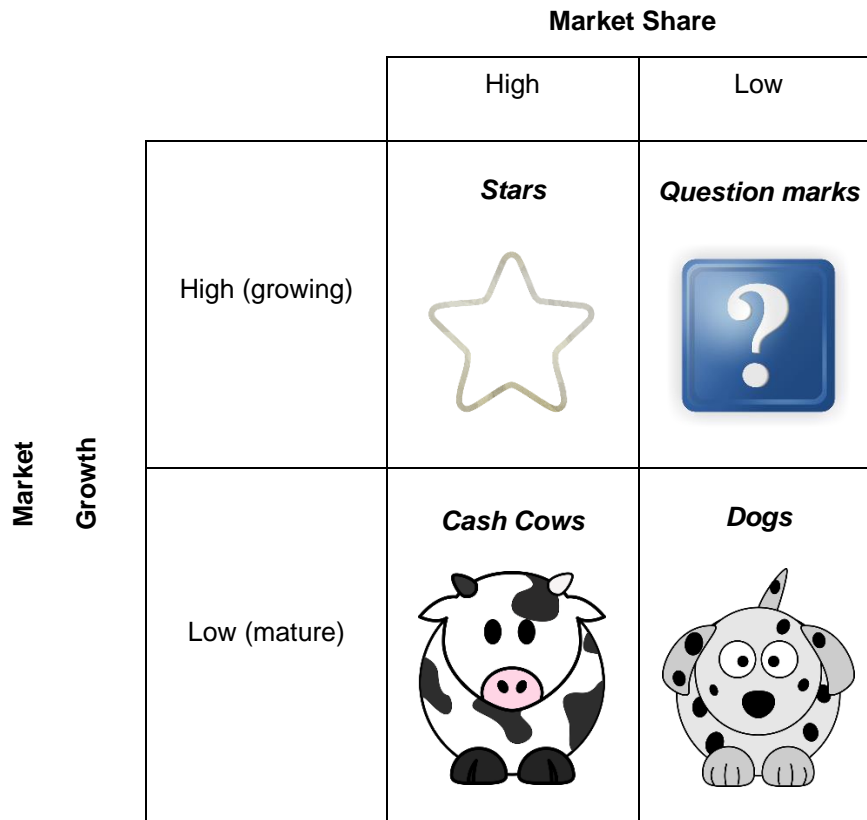 Market Share
High Low
Stars Question marks
?
High (growing)
Market
Growth
Cash Cows Dogs
Low (mature)